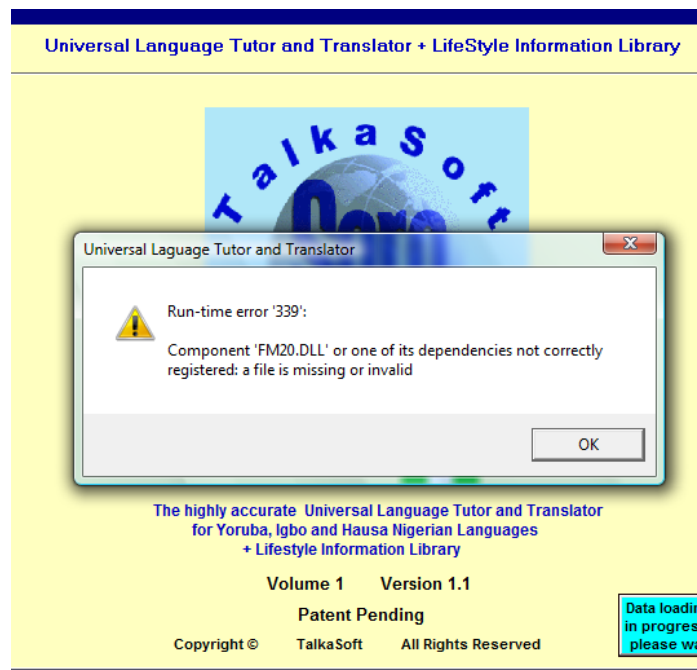 Universal Language Tutor and Translator + LifeStyle Information Library
TalkaSoft
Universal Laguage Tutor and Translator
Run-time error '339':
Component 'FM20.DLL' or one of its dependencies not correctly
registered: a file is missing or invalid
OK
The highly accurate Universal Language Tutor and Translator
for Yoruba, Igbo and Hausa Nigerian Languages
+ Lifestyle Information Library
Volume 1 Version 1.1
Patent Pending
Copyright © TalkaSoft All Rights Reserved
Data
in
please